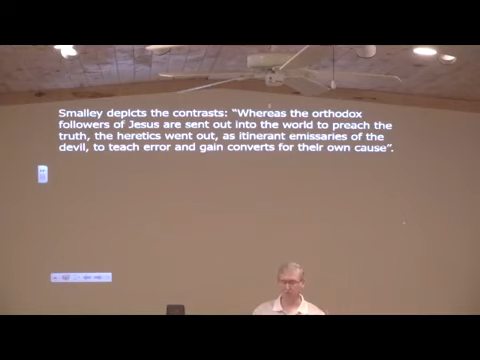 Smalley depicts the contrasts: “Whereas the orthodox
followers of Jesus are sent out into the world to preach the
truth, the heretics went out, as itinerant emissaries of the
devil, to teach error and gain converts for their own cause”.